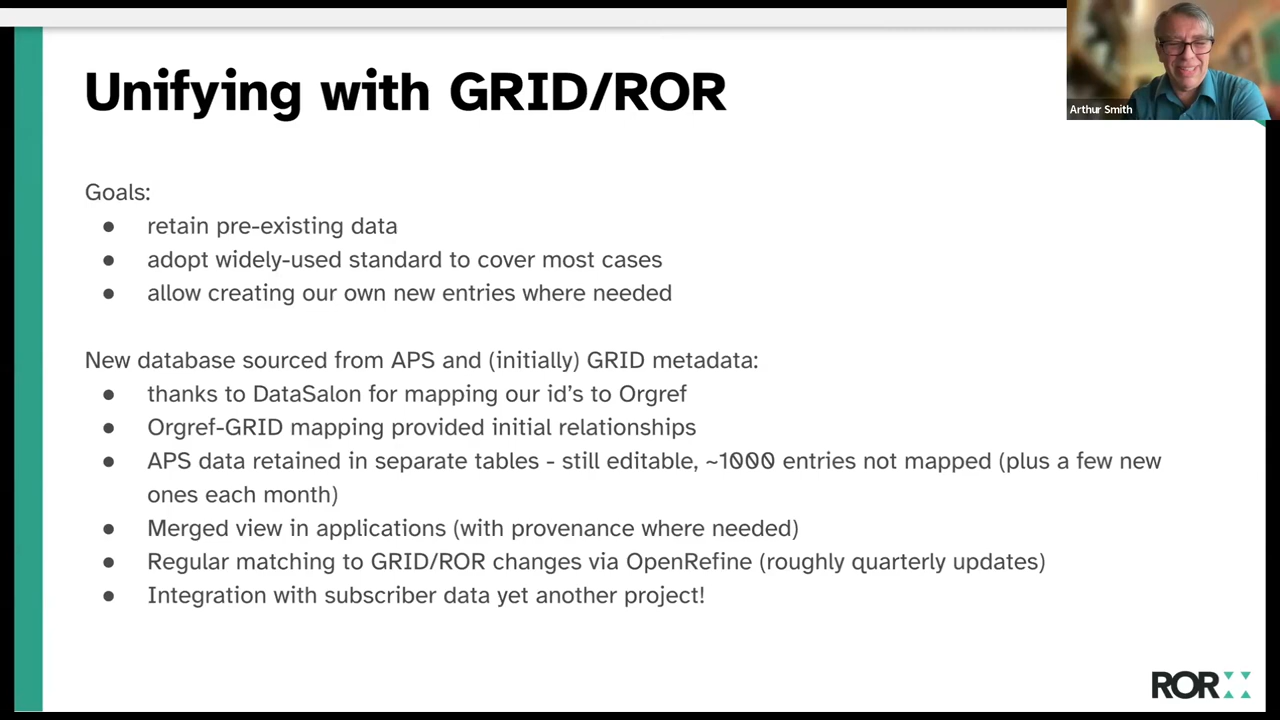 Unifying with GRID/ROR
Arthur Smith
Goals:
● retain pre-existing data
● adopt widely-used standard to cover most cases
● allow creating our own new entries where needed
New database sourced from APS and (initially) GRID metadata:
● thanks to DataSalon for mapping our id's to Orgref
● Orgref-GRID mapping provided initial relationships
● APS data retained in separate tables - still editable, ~1000 entries not mapped (plus a few new
ones each month)
● Merged view in applications (with provenance where needed)
● Regular matching to GRID/ROR changes via OpenRefine (roughly quarterly updates)
● Integration with subscriber data yet another project!
ROR